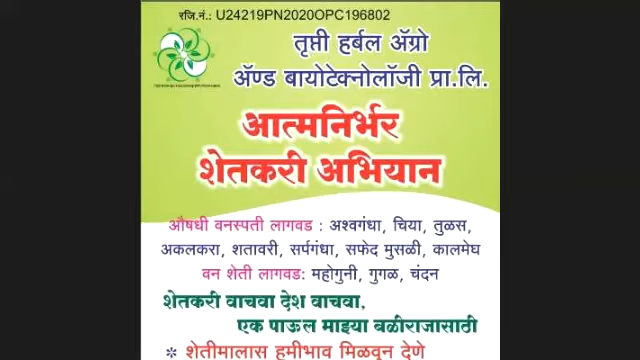 रजि.नं.: U24219PN2020OPC196802
तृप्ती हर्बल ॲग्रो
ॲण्ड बायोटेक्नोलॉजी प्रा.लि.
आत्मनिर्भर
शेतकरी अभियान
औषधी वनस्पती लागवड : अश्वगंधा, चिया, तुळस,
अकलकरा, शतावरी, सर्पगंधा, सफेद मुसळी, कालमेघ
वन शेती लागवड: महोगुनी, गुगळ, चंदन
शेतकरी वाचवा देश वाचवा,
एक पाऊल माझ्या बळीराजासाठी
* शेतीमालास हमीभाव मिळवून देणे